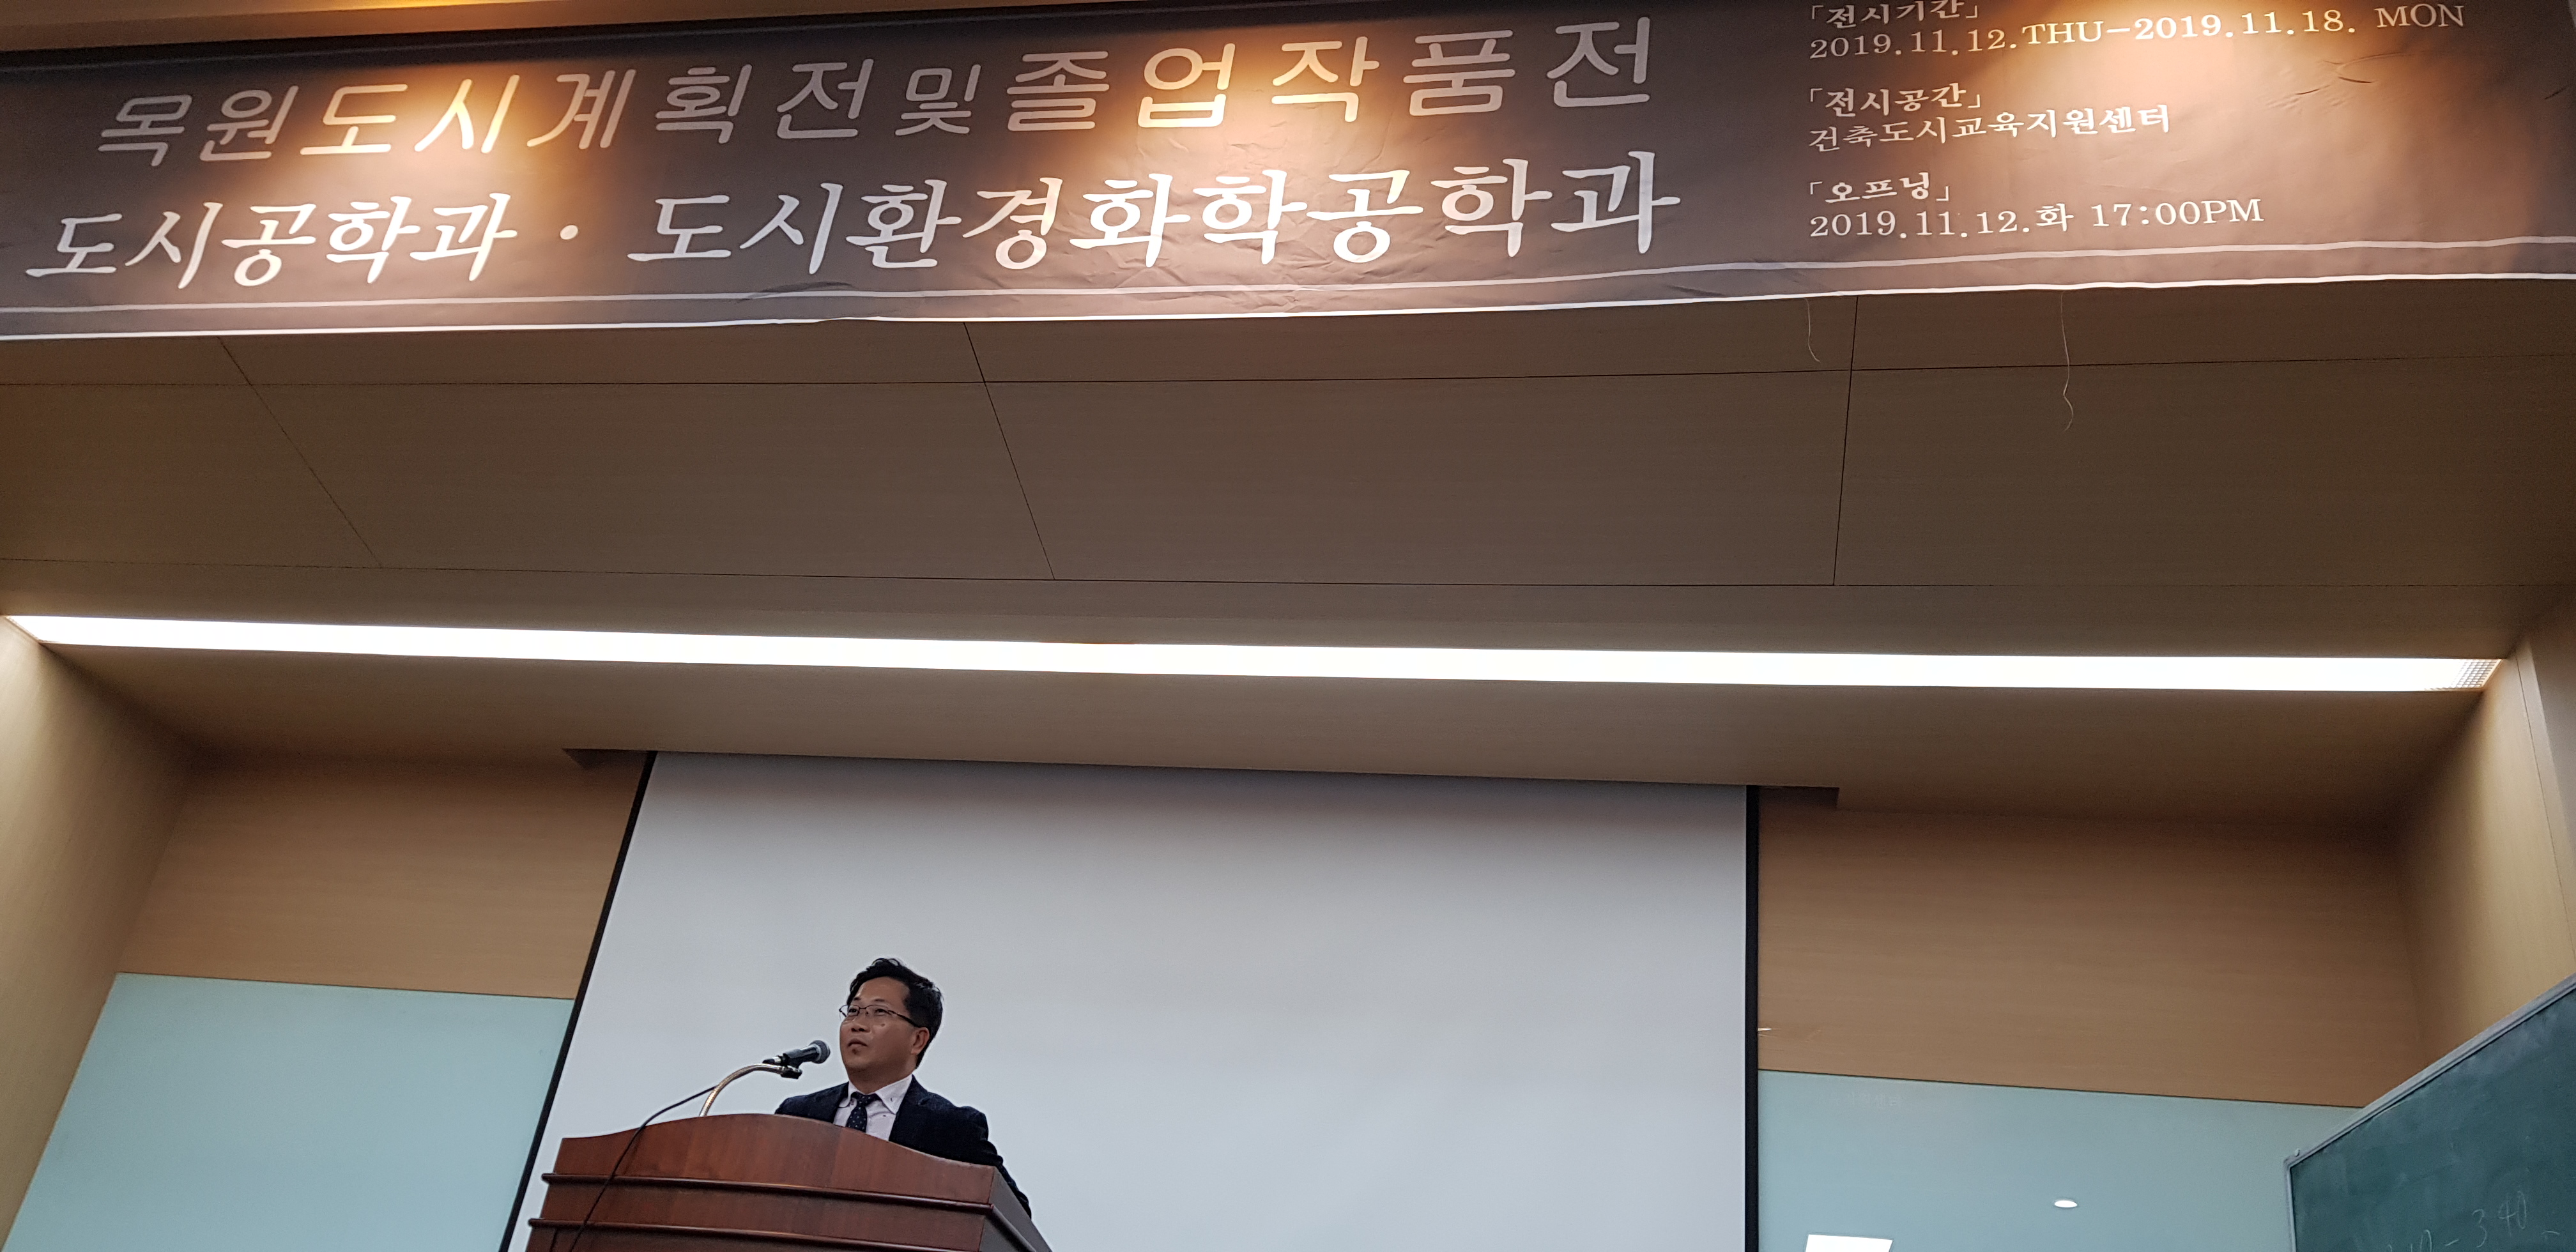 목원도시계획전및졸업작품전
도시공학과 · 도시환경화학공학과
「전시기간」
2019.11.12.THU-2019.11.18. MON
「전시공간」
건축도시교육지원센터
「오프닝」
2019.11.12.화 17:00PM